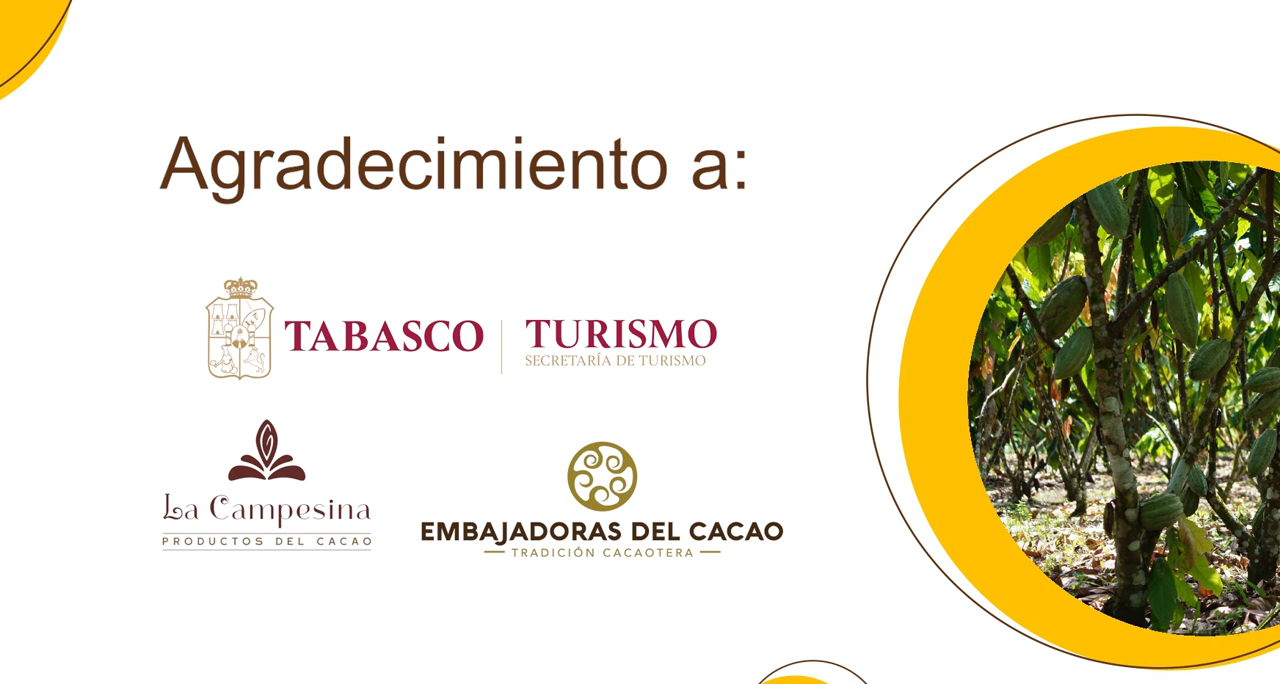 Agradecimiento a:
TABASCO
TURISMO
SECRETARÍA DE TURISMO
La Campesina
PRODUCTOS DEL CACAO
EMBAJADORAS DEL CACAO
TRADICIÓN CACAOTERA